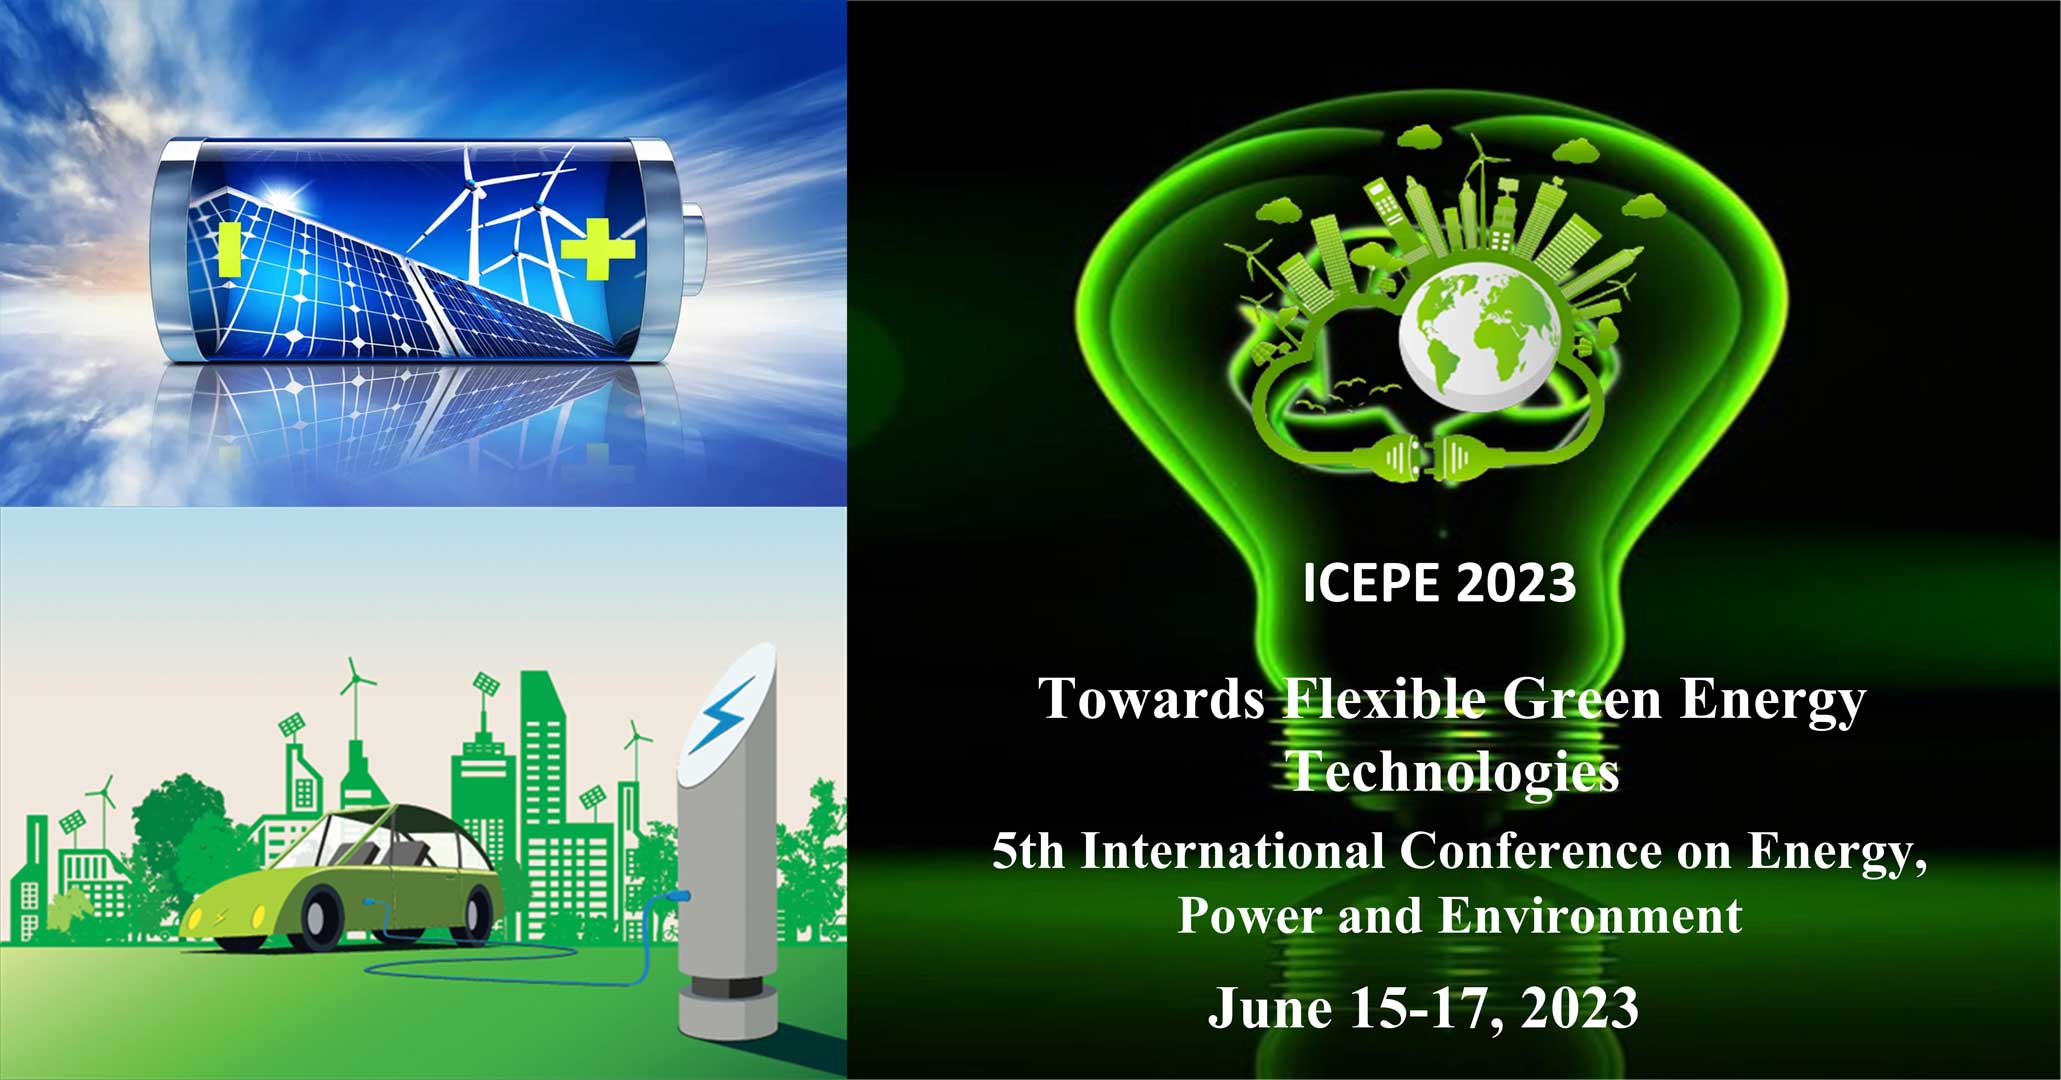 ICEPE 2023
Towards Flexible Green Energy
Technologies
5th International Conference on Energy,
Power and Environment
June 15-17, 2023